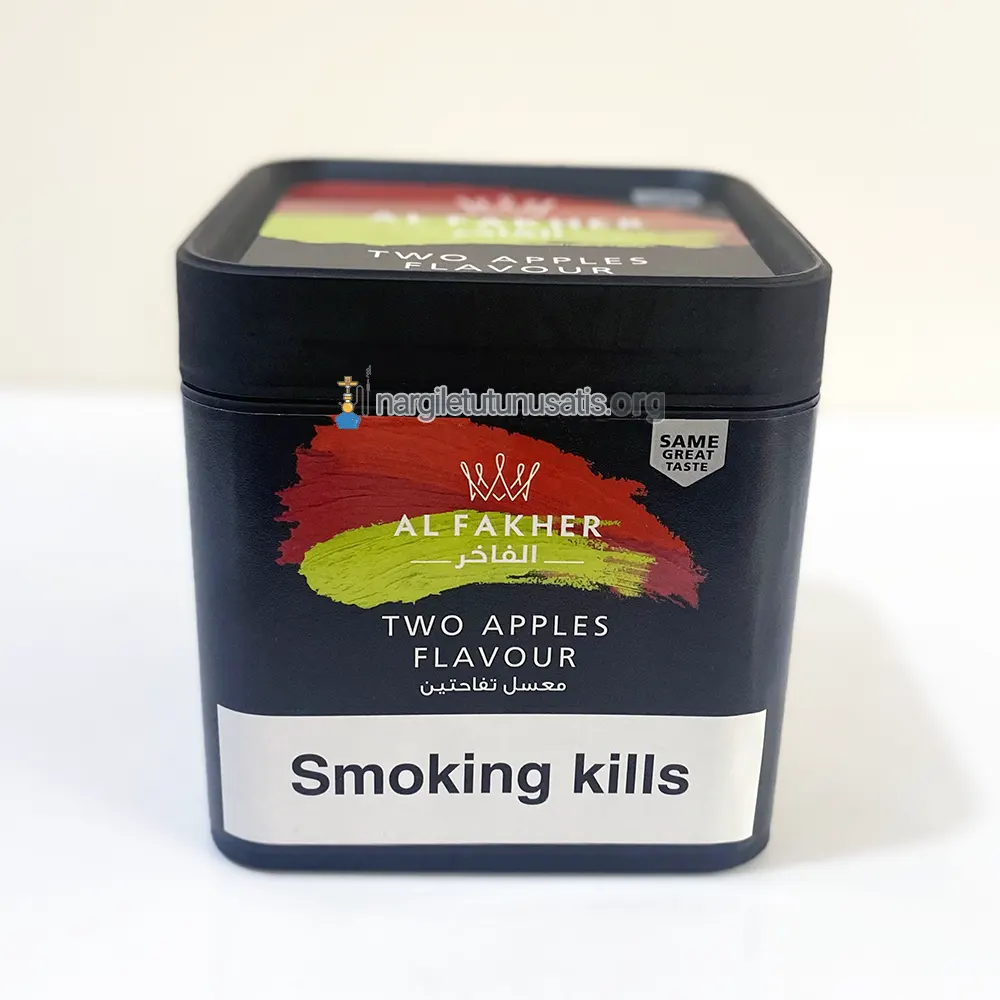 AL FAKHER
الفاخر
TWO APPLES
FLAVOUR
nargiletutunusatis.org
SAME
GREAT
TASTE
AL FAKHER
الفاخر
TWO APPLES
FLAVOUR
معسل تفاحتين
Smoking kills